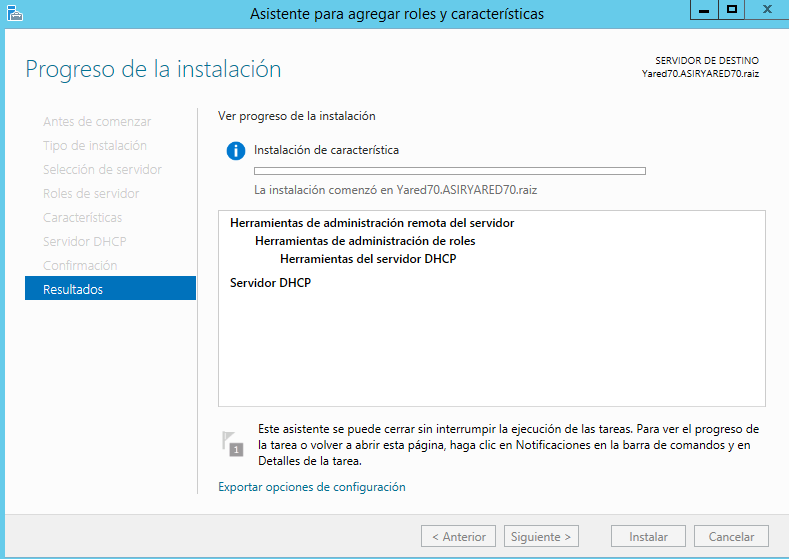 Asistente para agregar roles y características
Progreso de la instalación
SERVIDOR DE DESTINO
Yared70.ASIRYARED70.raiz
Antes de comenzar
Tipo de instalación
Selección de servidor
Roles de servidor
Características
Servidor DHCP
Confirmación
Resultados
Ver progreso de la instalación
Instalación de característica
La instalación comenzó en Yared70.ASIRYARED70.raiz
Herramientas de administración remota del servidor
Herramientas de administración de roles
Herramientas del servidor DHCP
Servidor DHCP
1
Este asistente se puede cerrar sin interrumpir la ejecución de las tareas. Para ver el progreso de
la tarea o volver a abrir esta página, haga clic en Notificaciones en la barra de comandos y en
Detalles de la tarea.
Exportar opciones de configuración
< Anterior
Siguiente >
Instalar
Cancelar